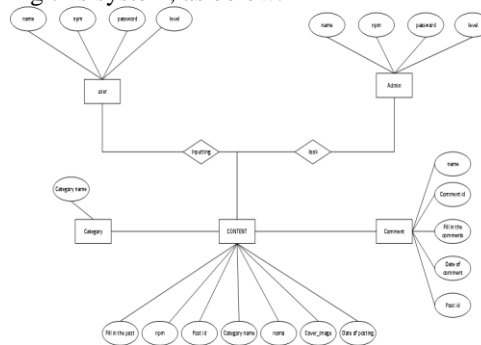 name npm password level
name npm password level
user
Admin
inputting
look
name
Category name
Comment id
Category
CONTENT
Comment
Fill in the comments
Date of comment
Post id
Fill in the post npm Post id Category name name Cover_image Date of posting